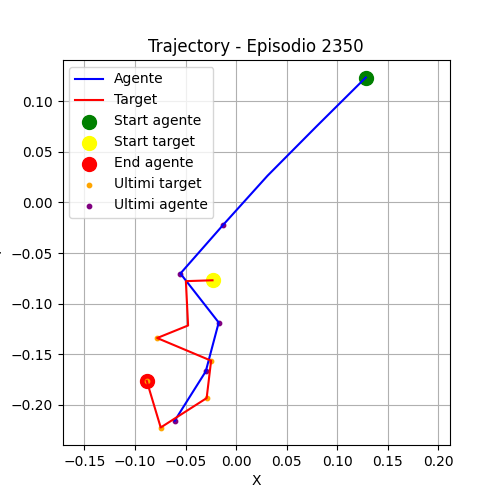 Trajectory - Episodio 2350
Agente
Target
Start agente
Start target
End agente
Ultimi target
Ultimi agente
0.10
0.05
0.00
−0.05
−0.10
−0.15
−0.20
−0.15
−0.10
−0.05
0.00
0.05
0.10
0.15
0.20
X